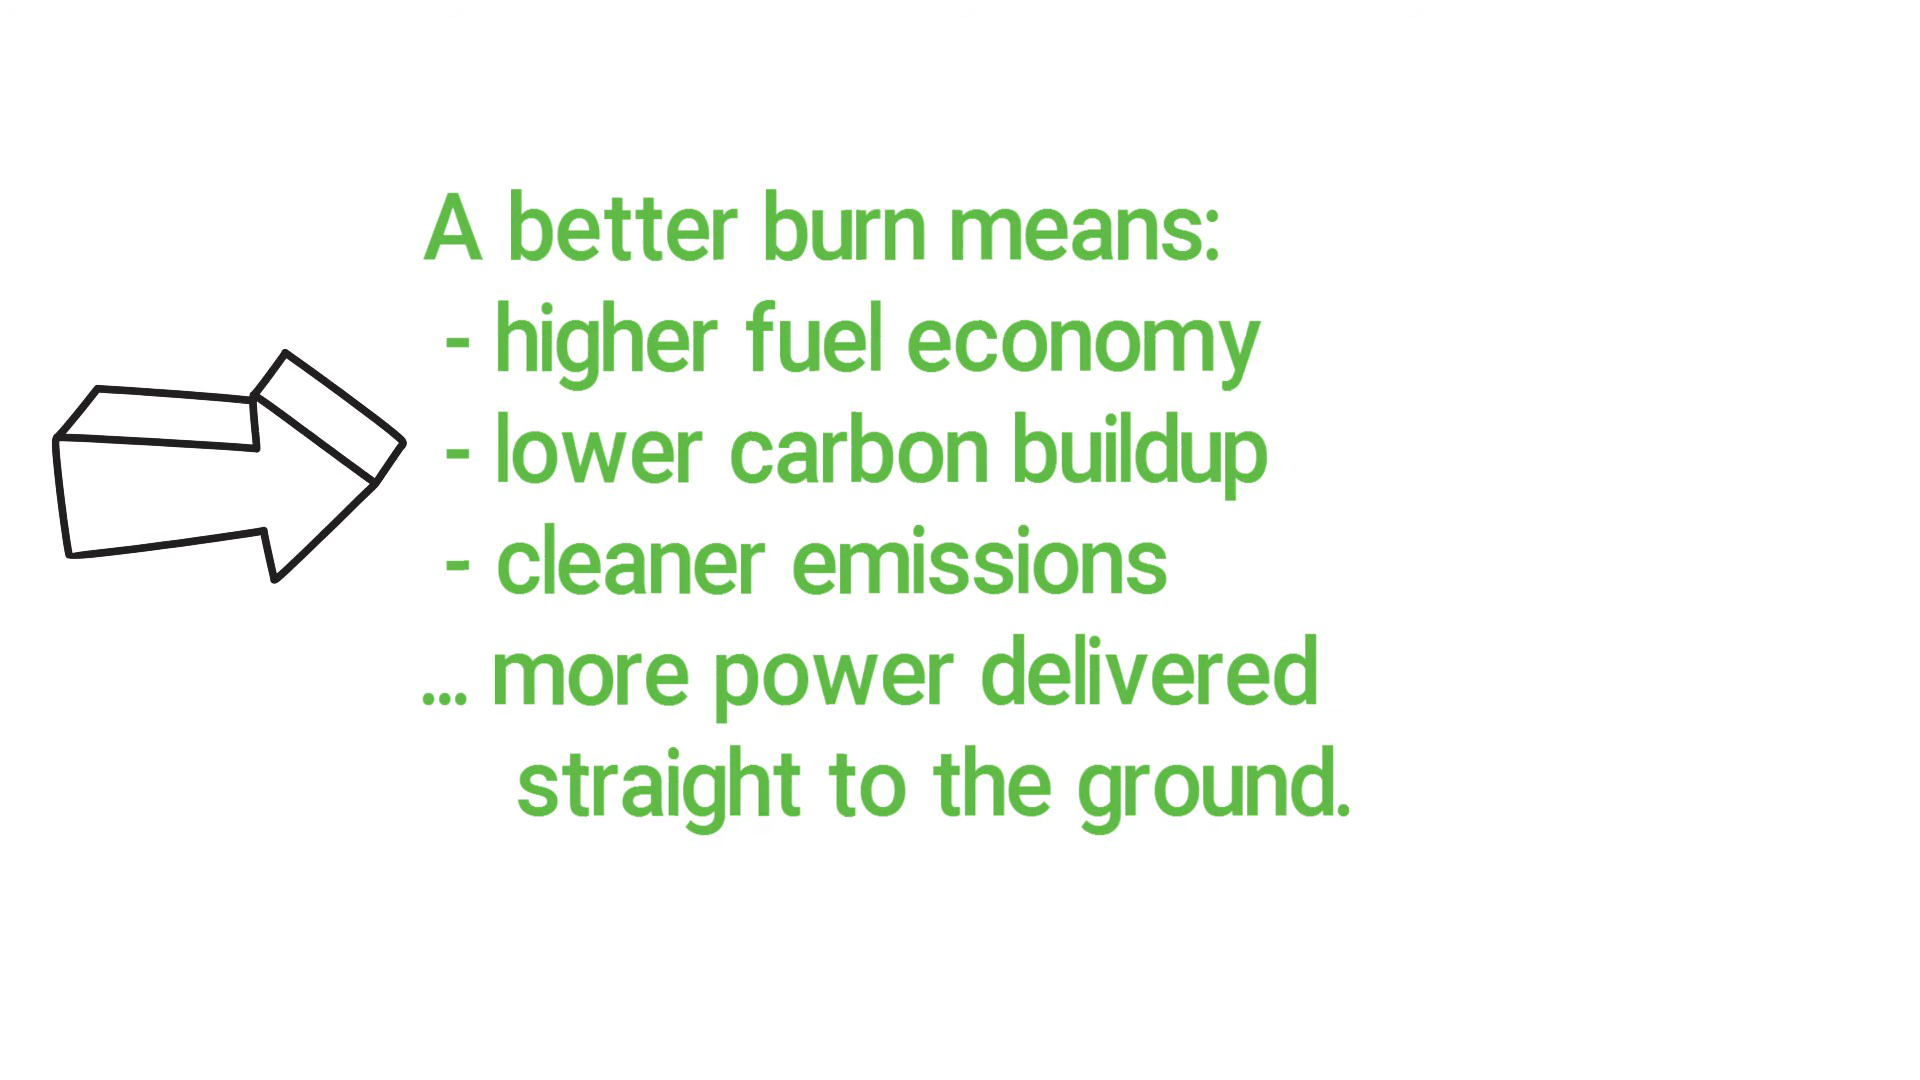 A better burn means:
- higher fuel economy
- lower carbon buildup
- cleaner emissions
... more power delivered
straight to the ground.